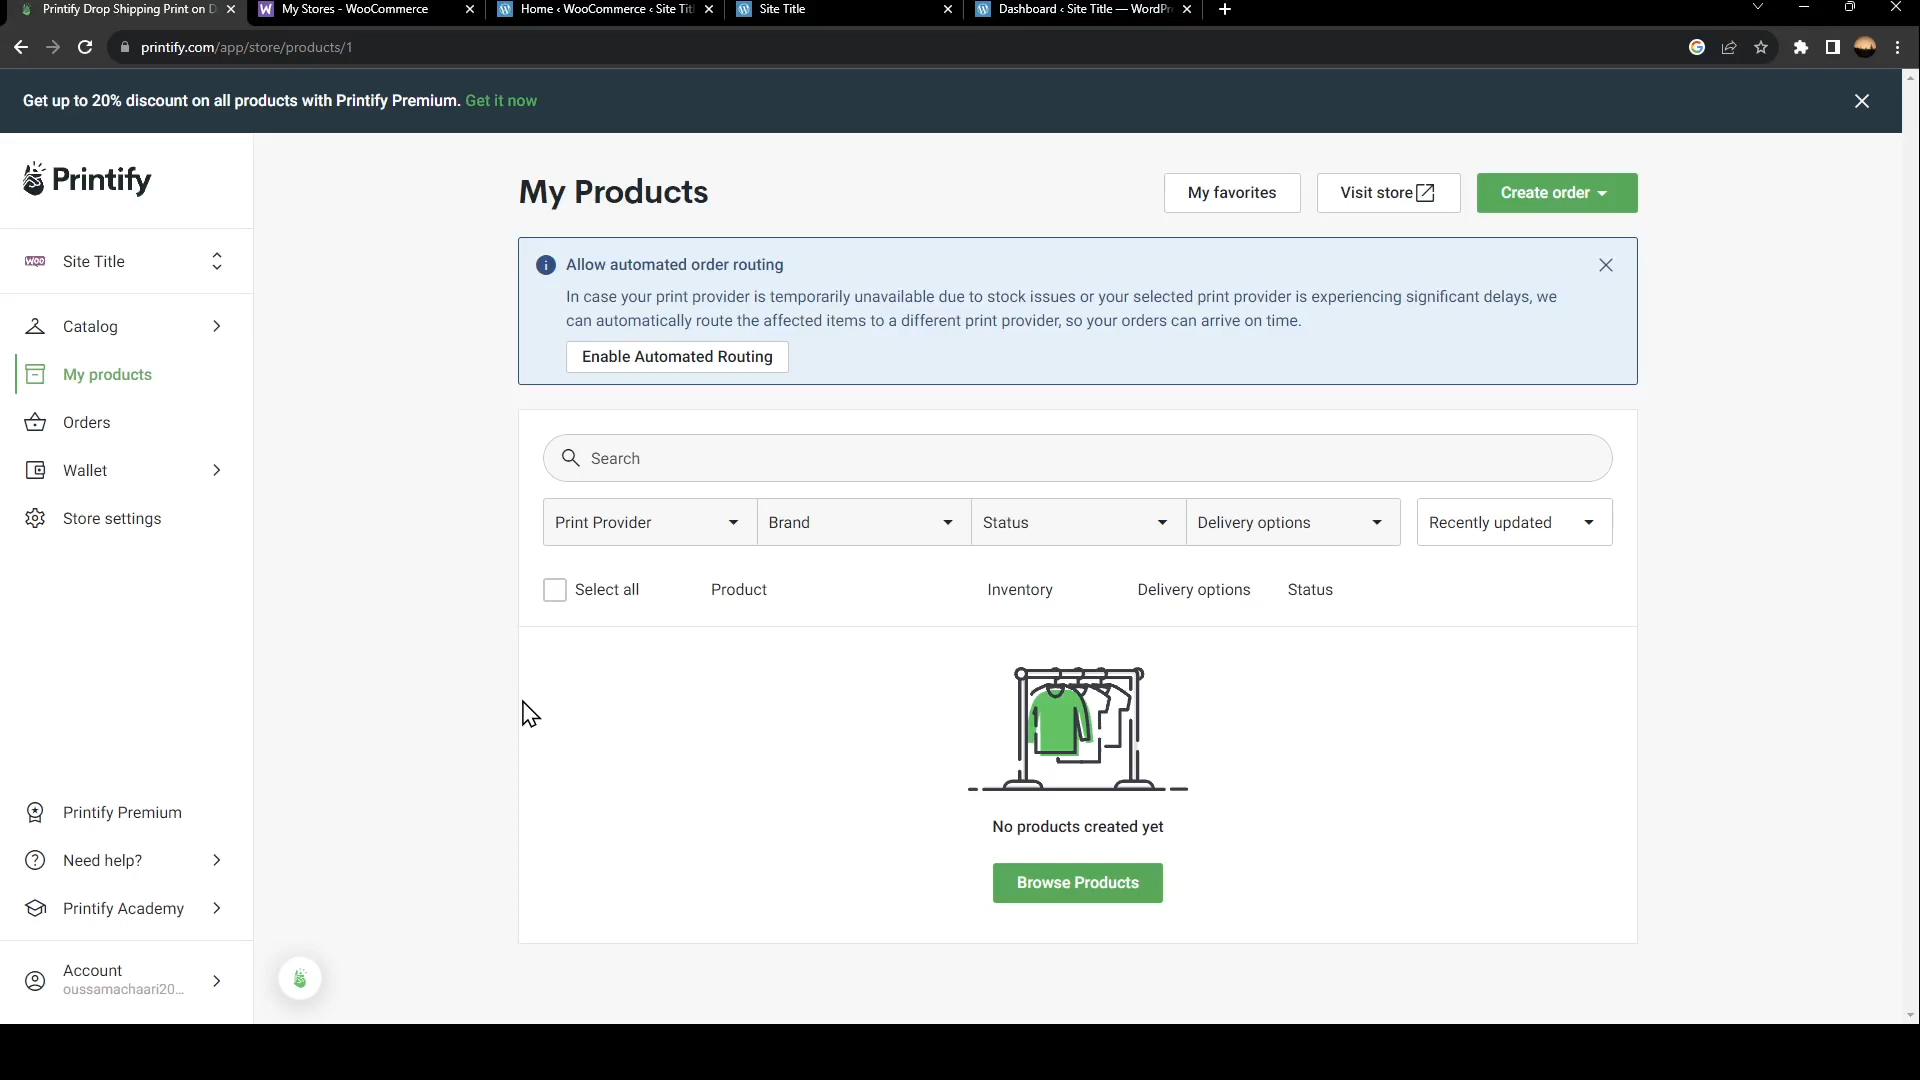 Printify Drop Shipping Print on D
My Stores - WooCommerce
Home ‹ WooCommerce ‹ Site Titl
Site Title
Dashboard ‹ Site Title — WordPr
printify.com/app/store/products/1
Get up to 20% discount on all products with Printify Premium. Get it now
Printify
My Products
My favorites
Visit store
Create order
Woo
Site Title
Allow automated order routing
In case your print provider is temporarily unavailable due to stock issues or your selected print provider is experiencing significant delays, we
can automatically route the affected items to a different print provider, so your orders can arrive on time.
Enable Automated Routing
Catalog
My products
Orders
Wallet
Store settings
Search
Print Provider
Brand
Status
Delivery options
Recently updated
Select all
Product
Inventory
Delivery options
Status
No products created yet
Browse Products
Printify Premium
Need help?
Printify Academy
Account
oussamachaari20...